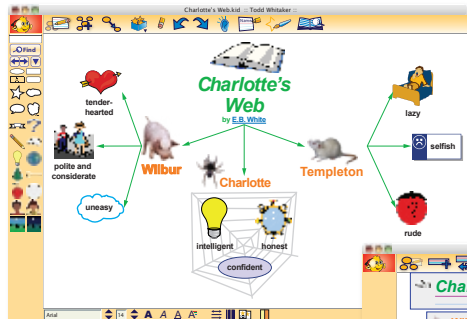 Charlotte's Web.kid :: Todd Whitaker
Find
Charlotte's
Web
by E.B. White
tender-
hearted
lazy
polite and
considerate
Wilbur
Charlotte
Templeton
selfish
uneasy
intelligent
honest
rude
confident
Arial
14
A A A A